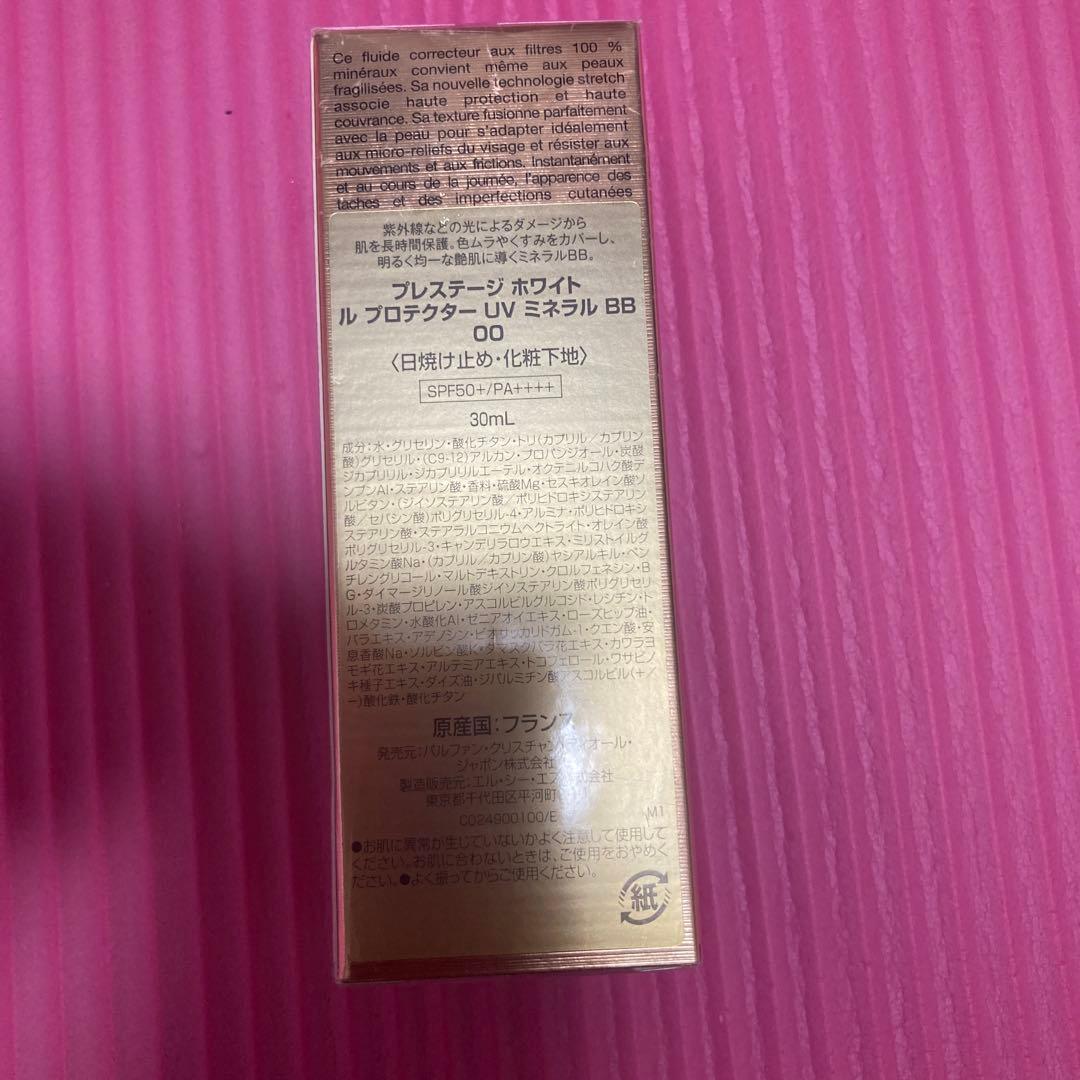 Ce fluide correcteur aux filtres 100 %
minéraux convient même aux peaux
fragilisées. Sa nouvelle technologie stretch
associe haute protection et haute
couvrance. Sa texture fusionne parfaitement
avec la peau pour s'adapter idéalement
aux micro-reliefs du visage et résister aux
mouvements et aux frictions. Instantanément
et au cours de la journée, l'apparence des
taches et des imperfections cutanées
紫外線などの光によるダメージから
肌を長時間保護。色ムラやくすみをカバーし、
明るく均一な艶肌に導くミネラルBB。
プレステージ ホワイト
ル プロテクター UV ミネラル BB
00
〈日焼け止め・化粧下地〉
SPF50+/PA++++
30mL
成分:水・グリセリン・酸化チタン・トリ(カプリル/カプリン
酸)グリセリル・(C9-12)アルカン・プロパンジオール・炭酸
ジカプリリル・ジカプリリルエーテル・オクテニルコハク酸デ
ンプンAl・ステアリン酸・香料・硫酸Mg・セスキオレイン酸ソ
ルビタン・(ジイソステアリン酸/ポリヒドロキシステアリン
酸/セバシン酸)ポリグリセリル-4・アルミナ・ポリヒドロキシ
ステアリン酸・ステアラルコニウムヘクトライト・オレイン酸
ポリグリセリル-3・キャンデリラロウエキス・ミリストイルグ
ルタミン酸Na・(カプリル/カプリン酸)ヤシアルキル・ペン
チレングリコール・マルトデキストリン・クロルフェネシン・B
G・ダイマージリノール酸ジイソステアリン酸ポリグリセリ
ル-3・炭酸プロピレン・アスコルビルグルコシド・レシチン・ト
ロメタミン・水酸化Al・ゼニアオイエキス・ローズヒップ油・
バラエキス・アデノシン・ビオサッカリドガム-1・クエン酸・安
息香酸Na・ソルビン酸K・ダマスクバラ花エキス・カワラヨ
モギ花エキス・アルテミアエキス・トコフェロール・ワサビノ
キ種子エキス・ダイズ油・ジパルミチン酸アスコルビル(+/
-)酸化鉄・酸化チタン
原産国:フランス
発売元:パルファン・クリスチャン・ディオール・
ジャポン株式会社
製造販売元:エル・シー・エス株式会社
東京都千代田区平河町
C024900100/E M1
●お肌に異常が生じていないかよく注意して使用して
ください。お肌に合わないときは、ご使用をおやめく
ださい。●よく振ってからご使用ください。
紙